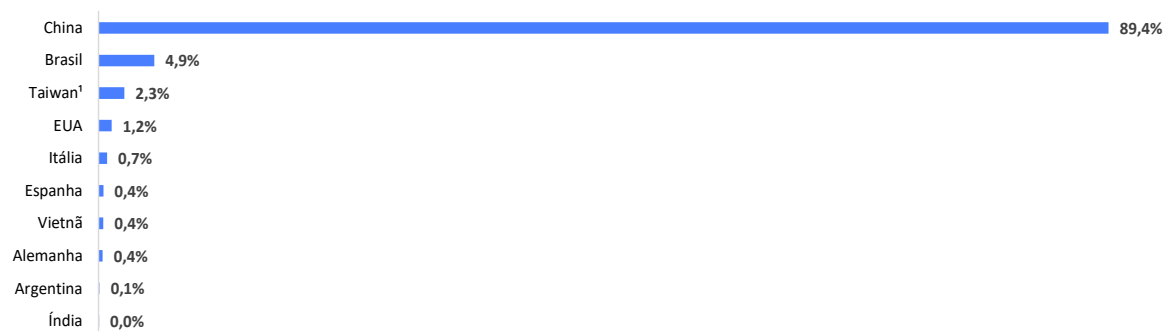 China 89,4%
Brasil 4,9%
Taiwan¹ 2,3%
EUA 1,2%
Itália 0,7%
Espanha 0,4%
Vietnã 0,4%
Alemanha 0,4%
Argentina 0,1%
Índia 0,0%